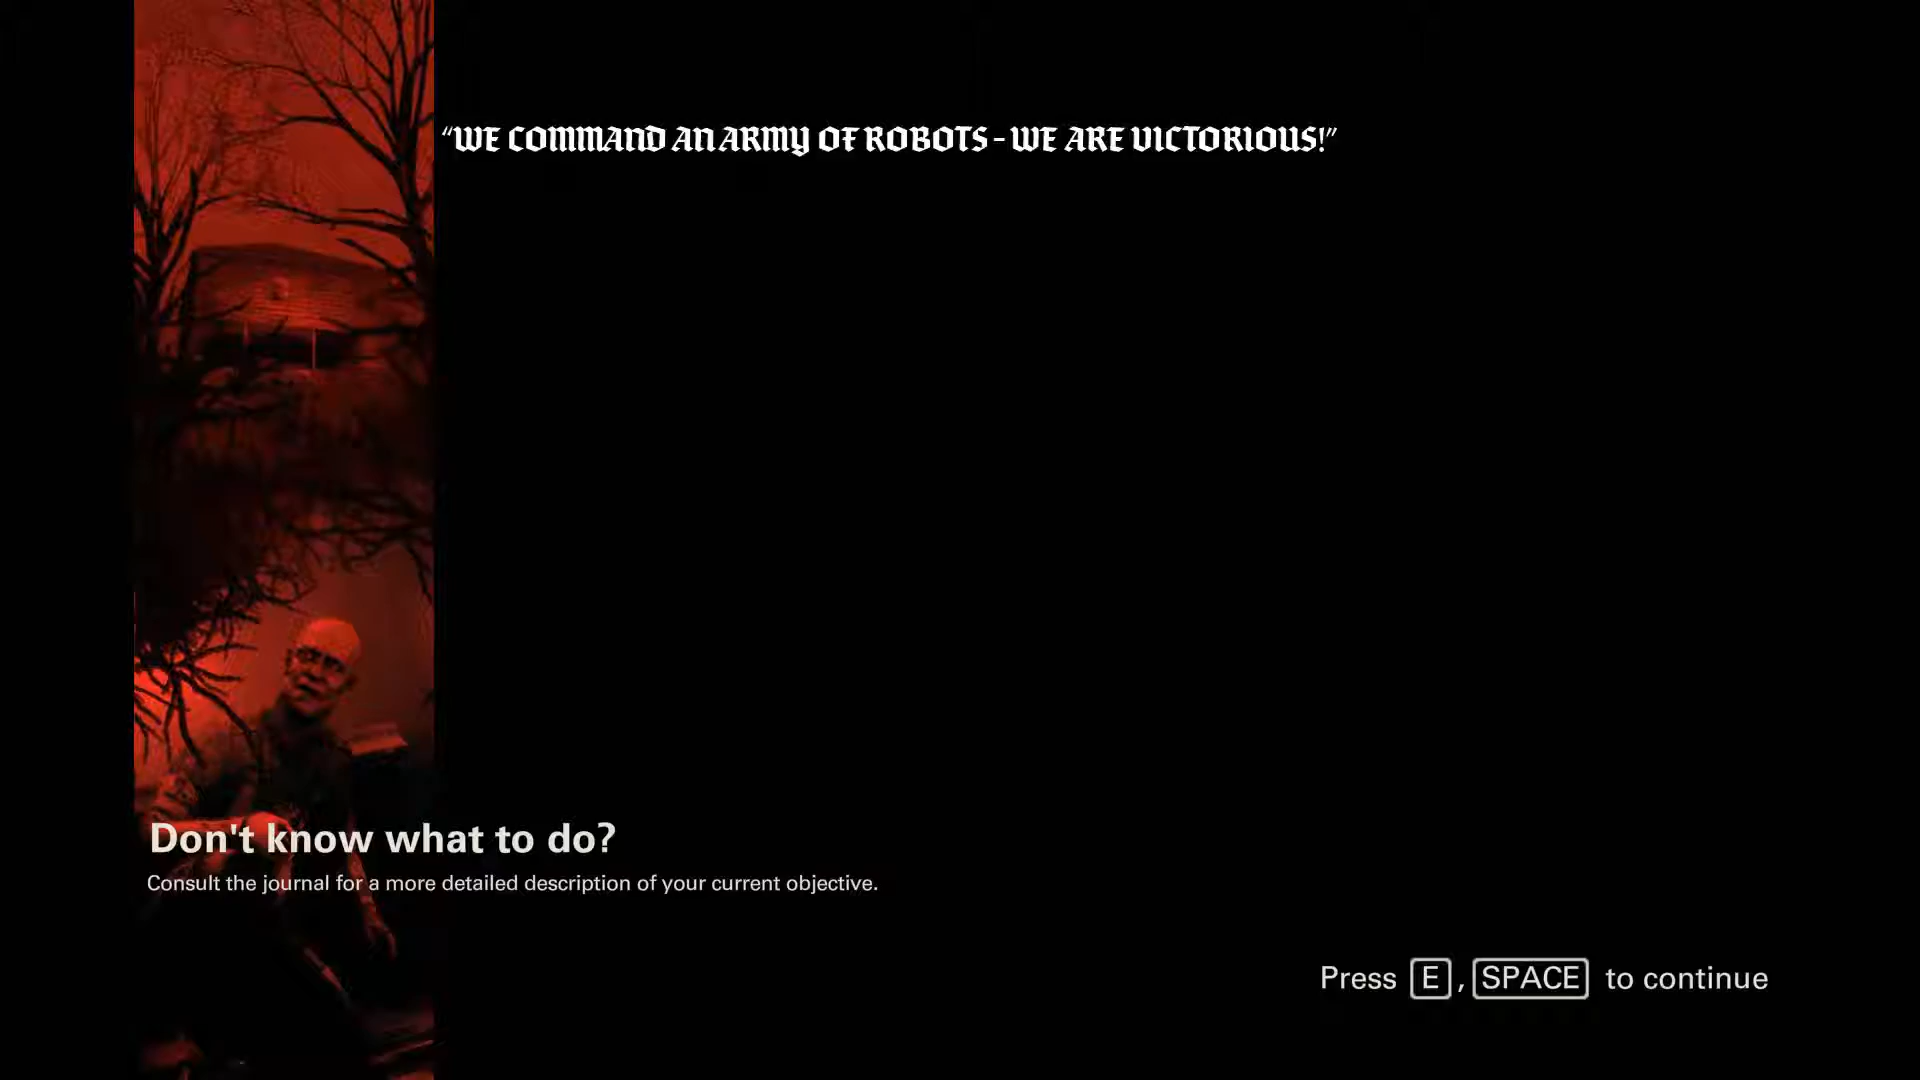 “WE COMMAND AN ARMY OF ROBOTS - WE ARE VICTORIOUS!”
Don't know what to do?
Consult the journal for a more detailed description of your current objective.
Press E , SPACE to continue